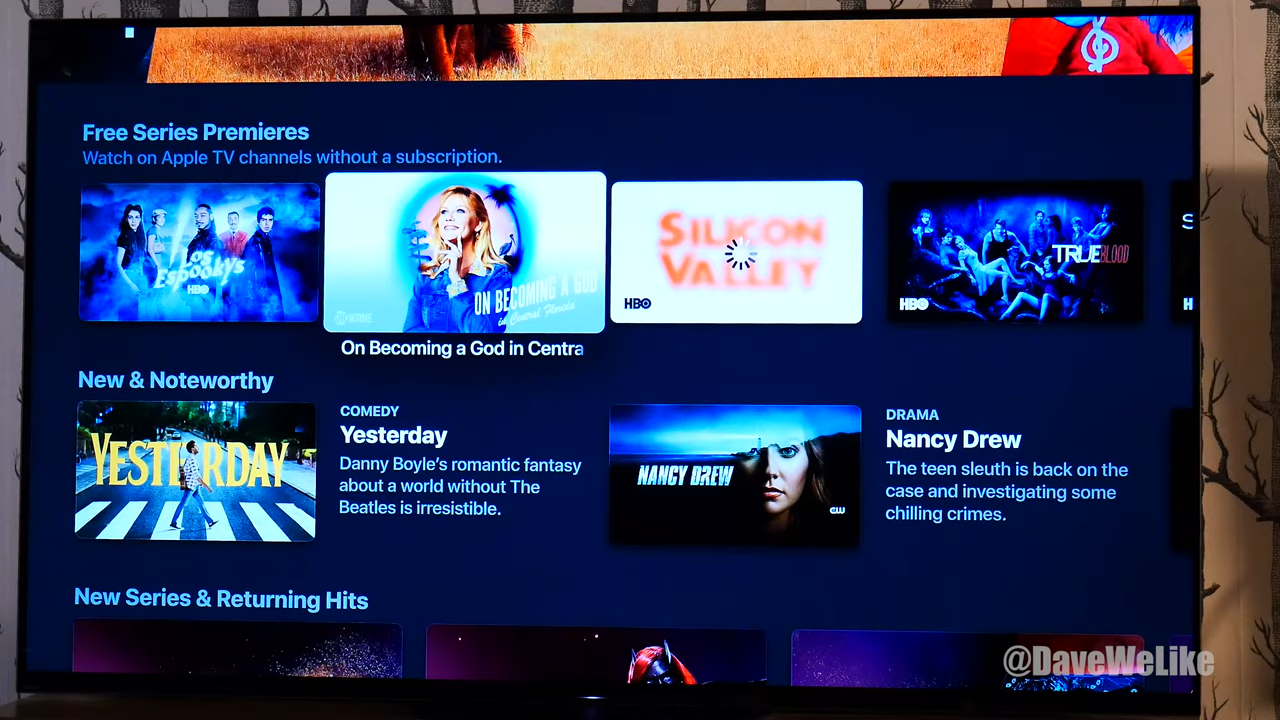 Free Series Premieres
Watch on Apple TV channels without a subscription.
Los
Espookys
HBO
ON BECOMING A GOD
in Central Florida
SHOWTIME
SILICON
VALLEY
HBO
TRUEBLOOD
HBO
S
H
On Becoming a God in Centra
New & Noteworthy
YESTERDAY
COMEDY
Yesterday
Danny Boyle's romantic fantasy
about a world without The
Beatles is irresistible.
NANCY DREW
CW
DRAMA
Nancy Drew
The teen sleuth is back on the
case and investigating some
chilling crimes.
New Series & Returning Hits
@DaveWeLike